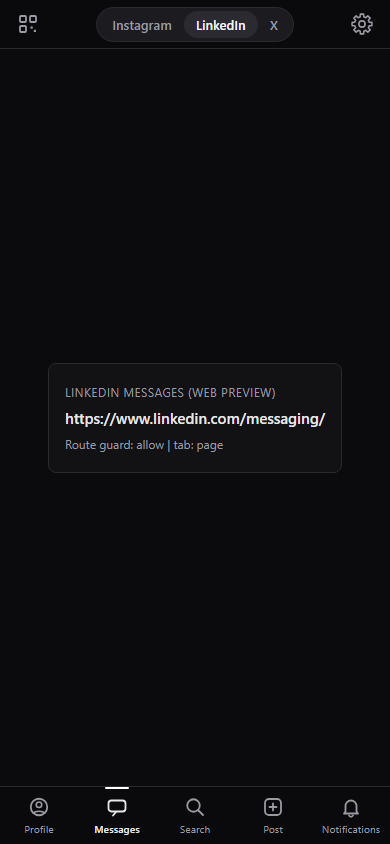 Instagram LinkedIn X
LINKEDIN MESSAGES (WEB PREVIEW)
https://www.linkedin.com/messaging/
Route guard: allow | tab: page
Profile Messages Search Post Notifications